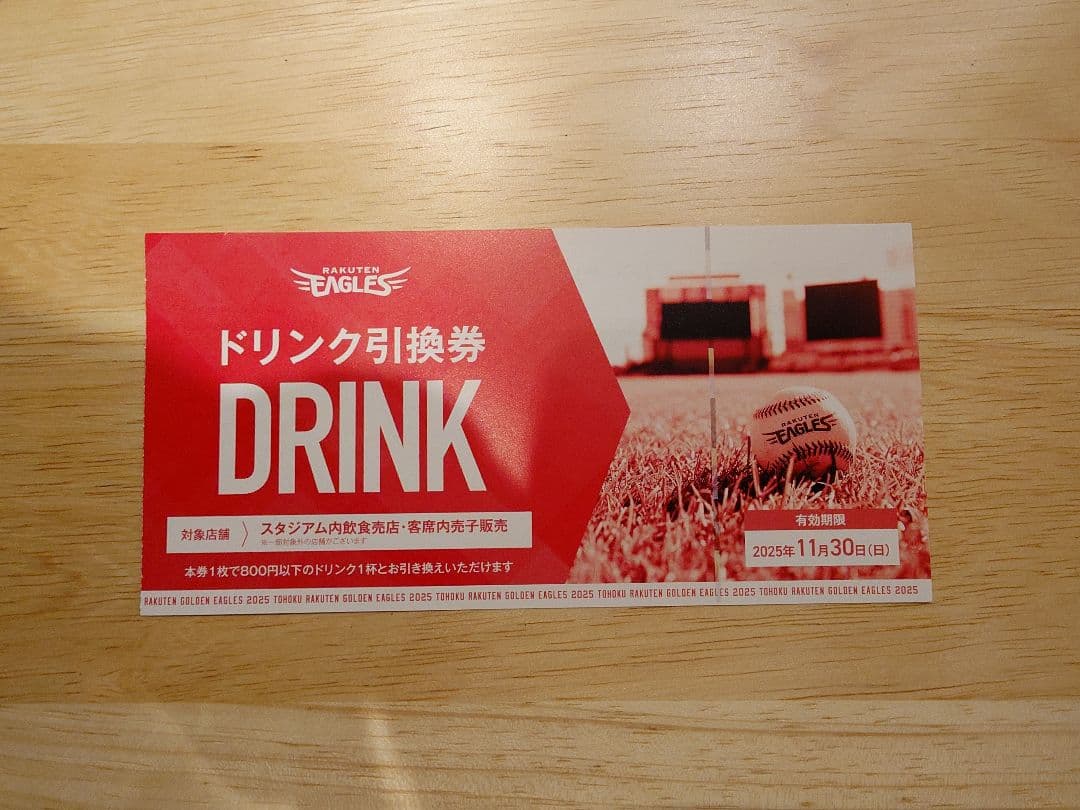 RAKUTEN
EAGLES
ドリンク引換券
DRINK
対象店舗
スタジアム内飲食売店・客席内売子販売
※一部対象外の店舗がございます
本券1枚で800円以下のドリンク1杯とお引き換えいただけます
RAKUTEN
EAGLES
有効期限
2025年11月30日(日)
RAKUTEN GOLDEN EAGLES 2025 TOHOKU RAKUTEN GOLDEN EAGLES 2025 TOHOKU RAKUTEN GOLDEN EAGLES 2025 TOHOKU RAKUTEN GOLDEN EAGLES 2025